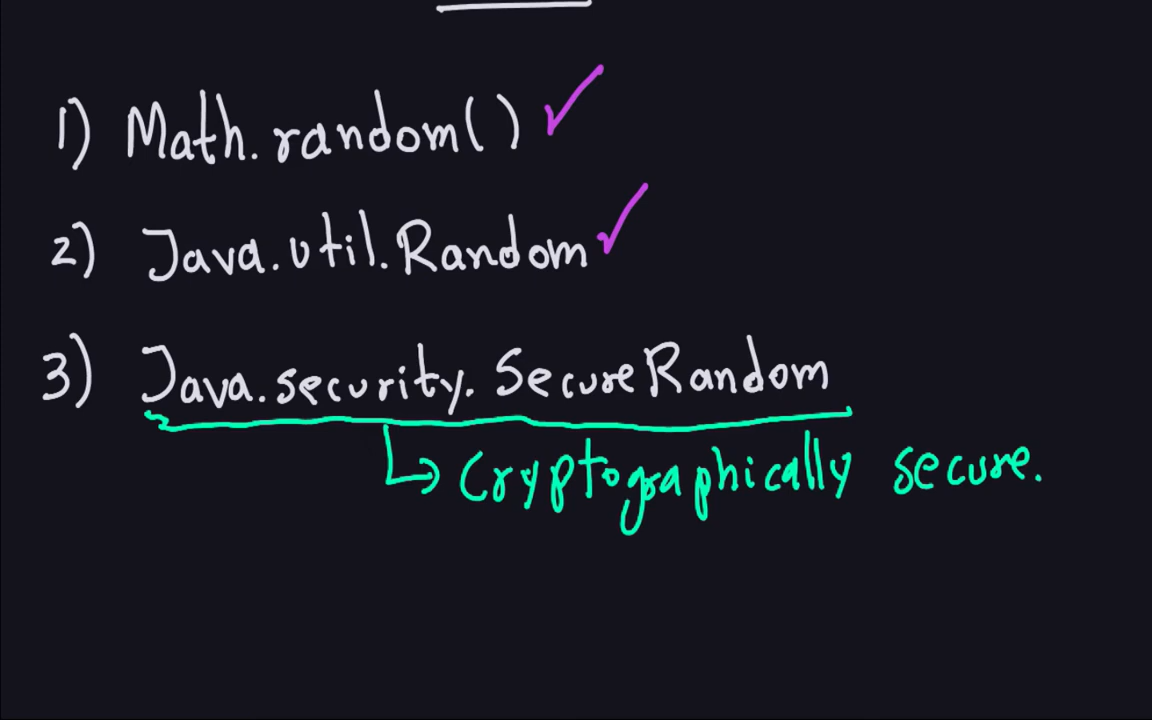 1) Math.random() ✓
2) Java.util.Random ✓
3) Java.security.SecureRandom
↳ Cryptographically secure.